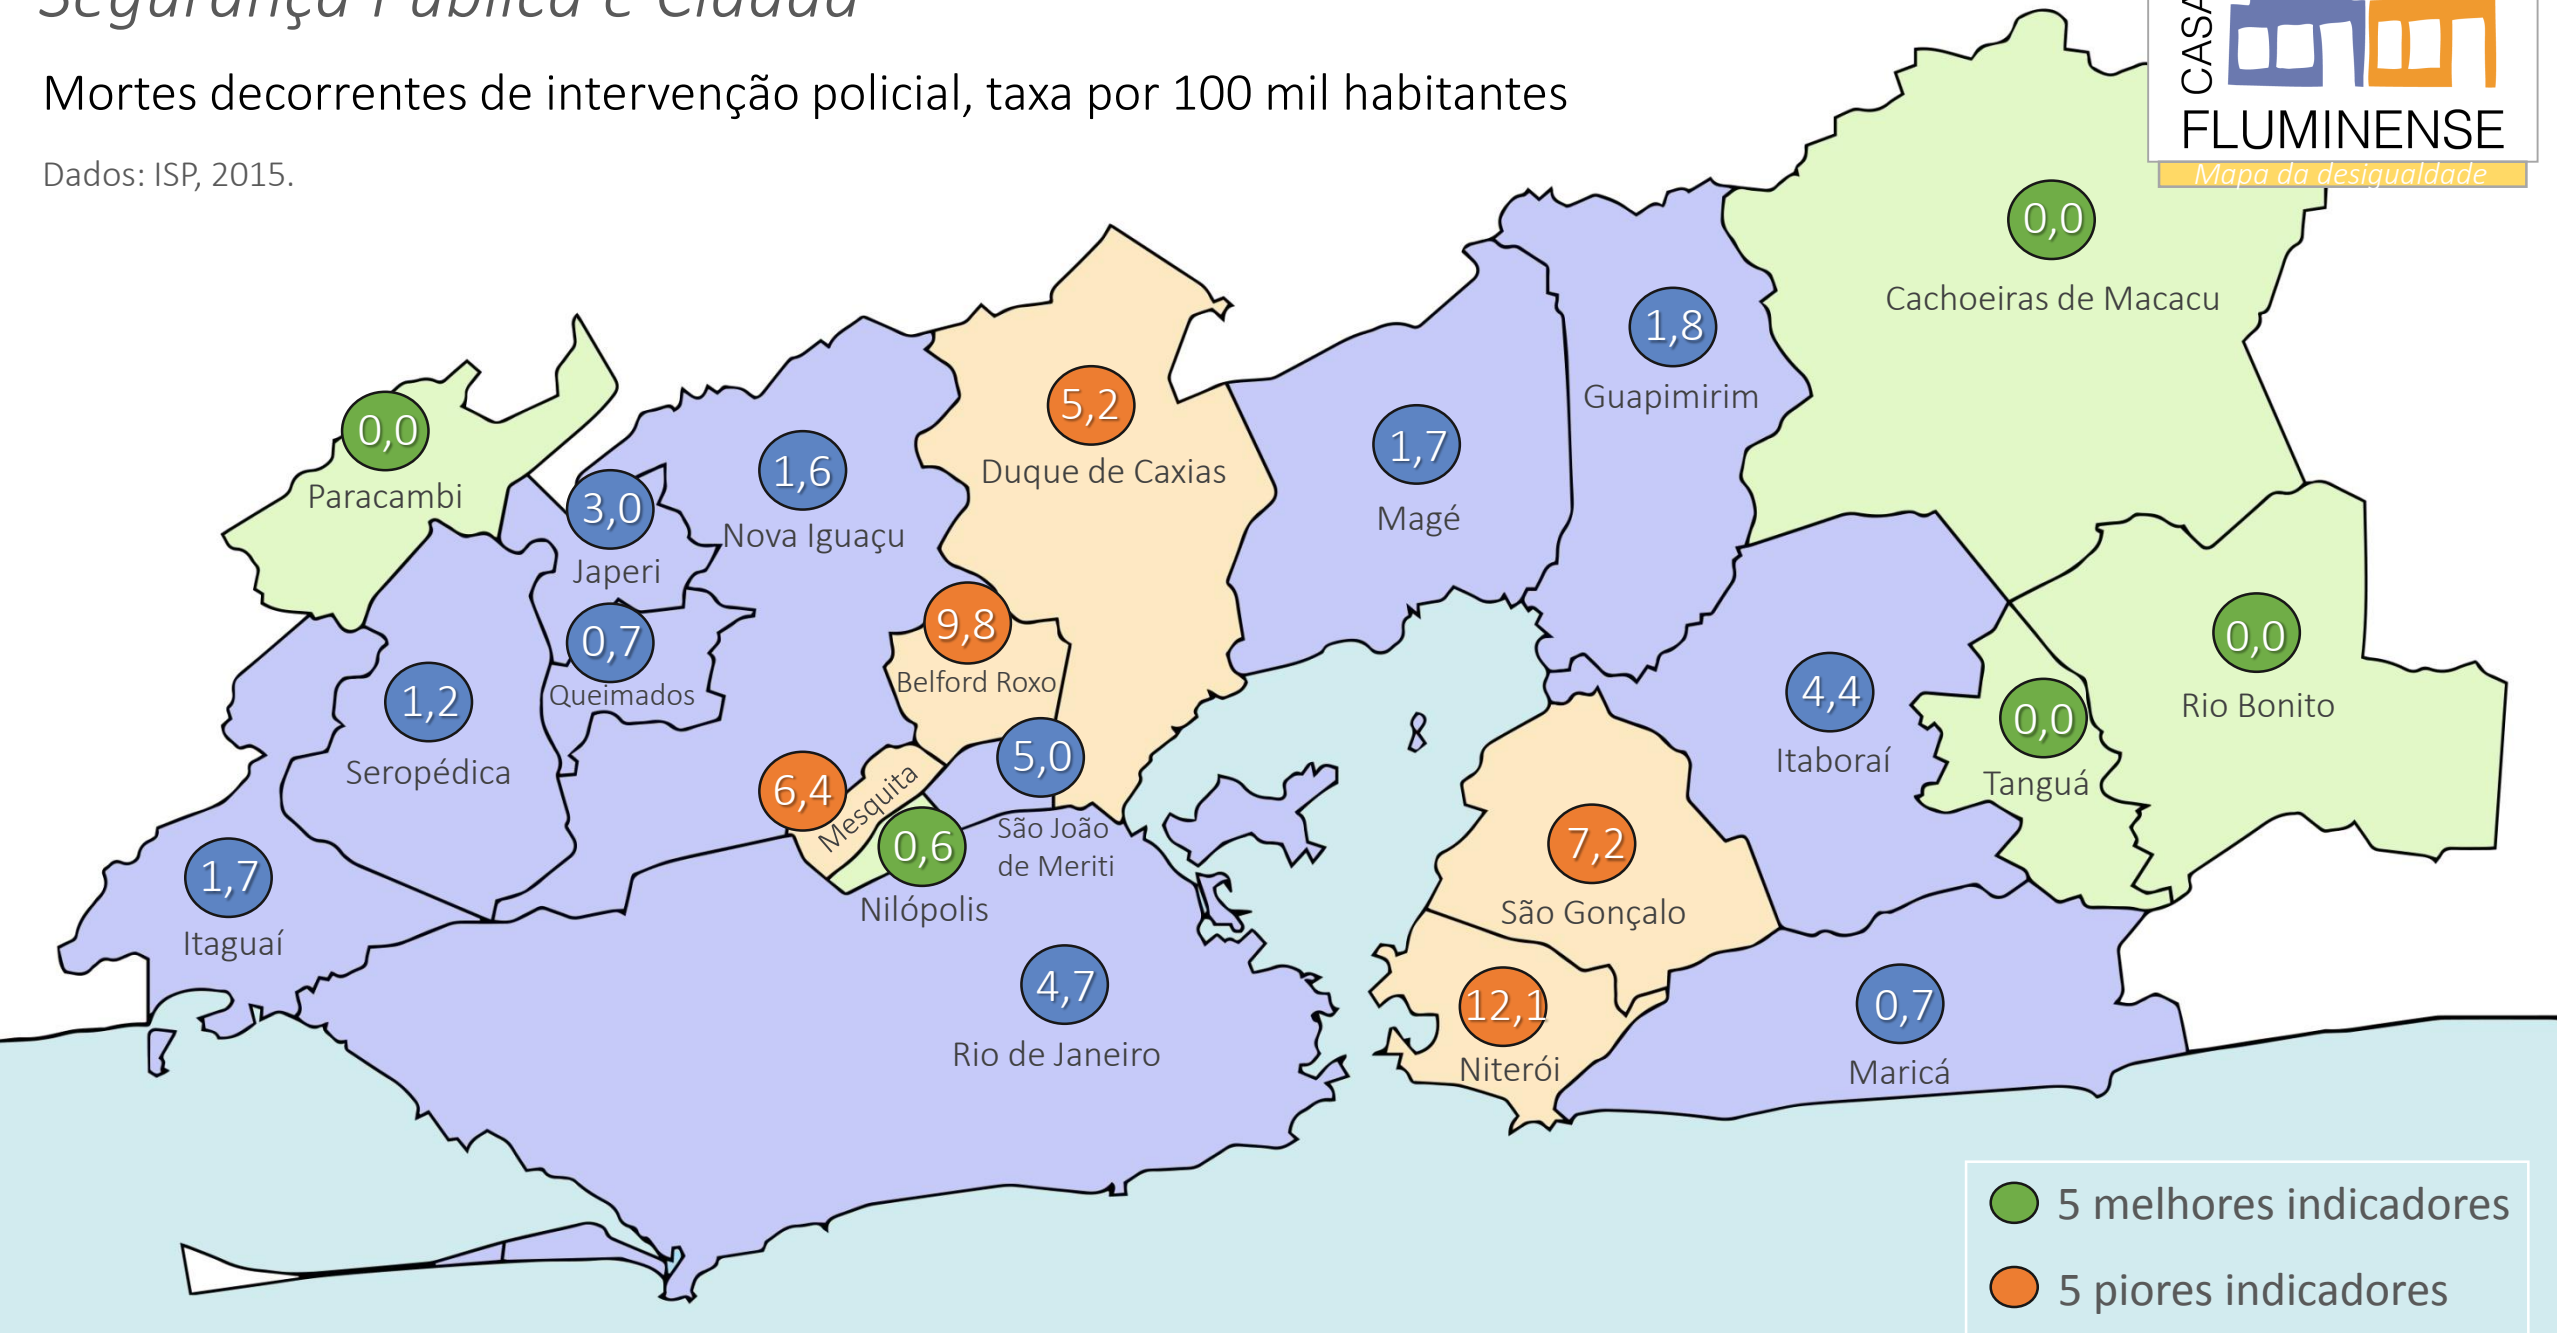 Segurança Pública e Cidadã
Mortes decorrentes de intervenção policial, taxa por 100 mil habitantes
Dados: ISP, 2015.
CASA
FLUMINENSE
Mapa da desigualdade
0,0
Cachoeiras de Macacu
1,8
Guapimirim
5,2
Duque de Caxias
1,7
Magé
0,0
Paracambi
1,6
Nova Iguaçu
3,0
Japeri
0,7
Queimados
9,8
Belford Roxo
0,0
Rio Bonito
1,2
Seropédica
4,4
Itaboraí
0,0
Tanguá
5,0
São João
de Meriti
6,4
Mesquita
0,6
Nilópolis
7,2
São Gonçalo
1,7
Itaguaí
4,7
Rio de Janeiro
12,1
Niterói
0,7
Maricá
5 melhores indicadores
5 piores indicadores